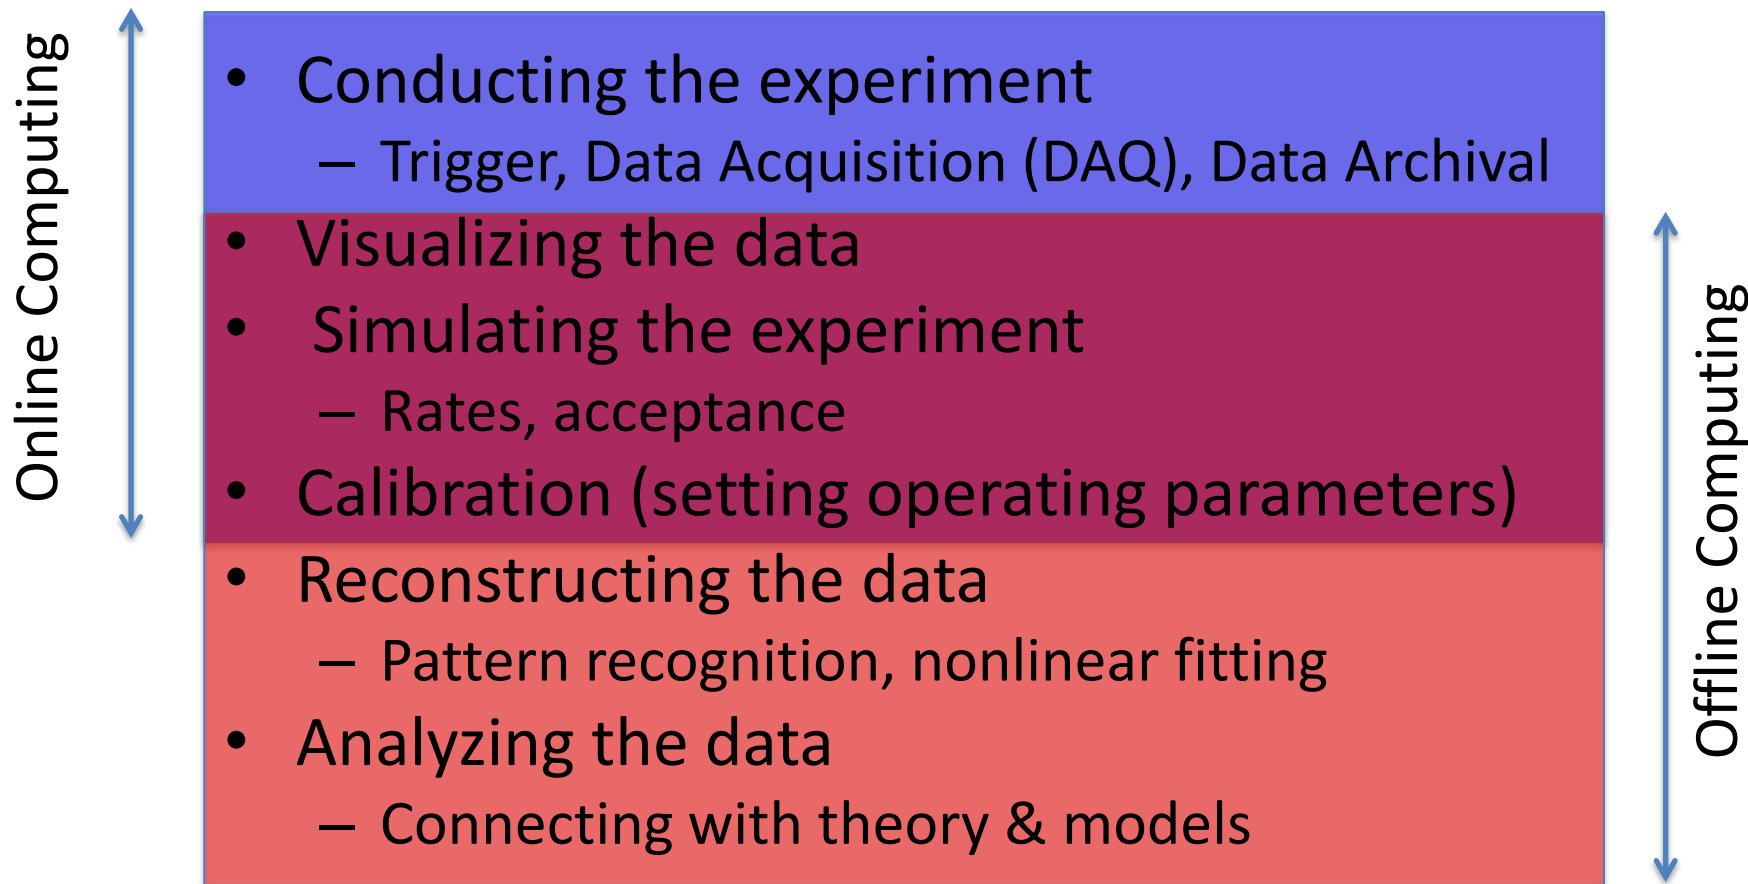 Online Computing
• Conducting the experiment
– Trigger, Data Acquisition (DAQ), Data Archival
• Visualizing the data
• Simulating the experiment
– Rates, acceptance
• Calibration (setting operating parameters)
• Reconstructing the data
– Pattern recognition, nonlinear fitting
• Analyzing the data
– Connecting with theory & models
Offline Computing